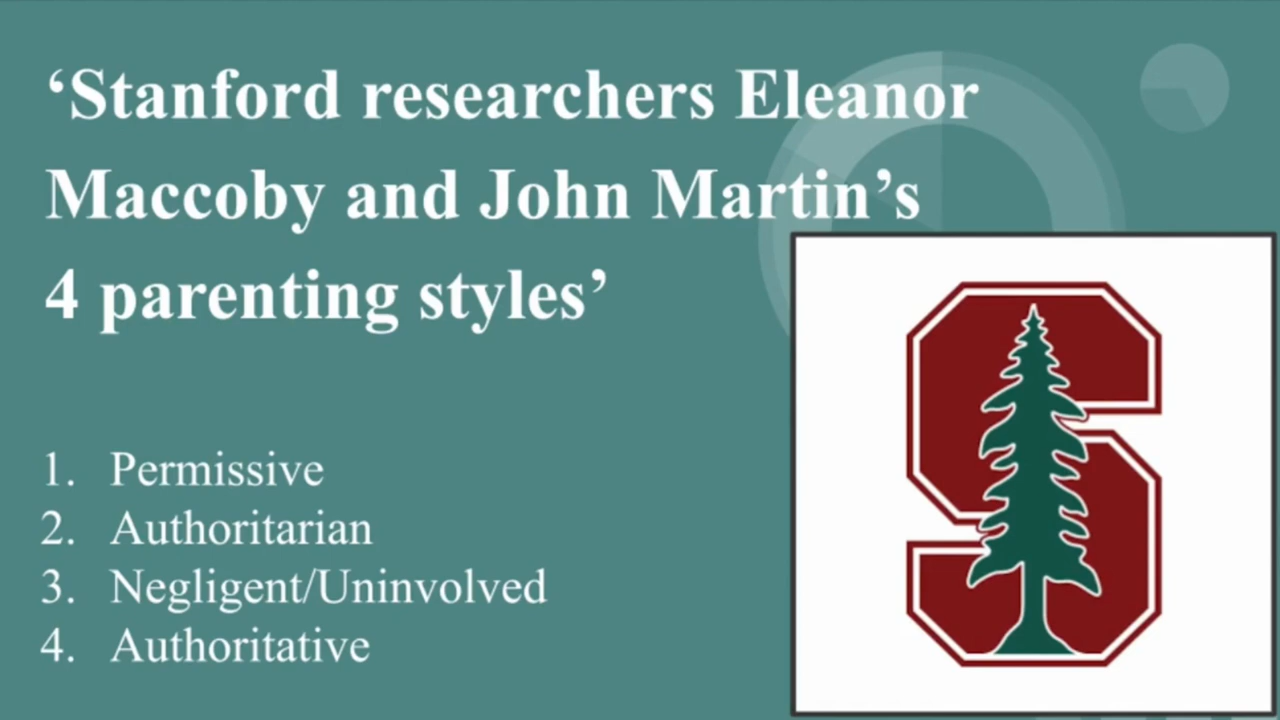 ‘Stanford researchers Eleanor
Maccoby and John Martin’s
4 parenting styles’
1. Permissive
2. Authoritarian
3. Negligent/Uninvolved
4. Authoritative